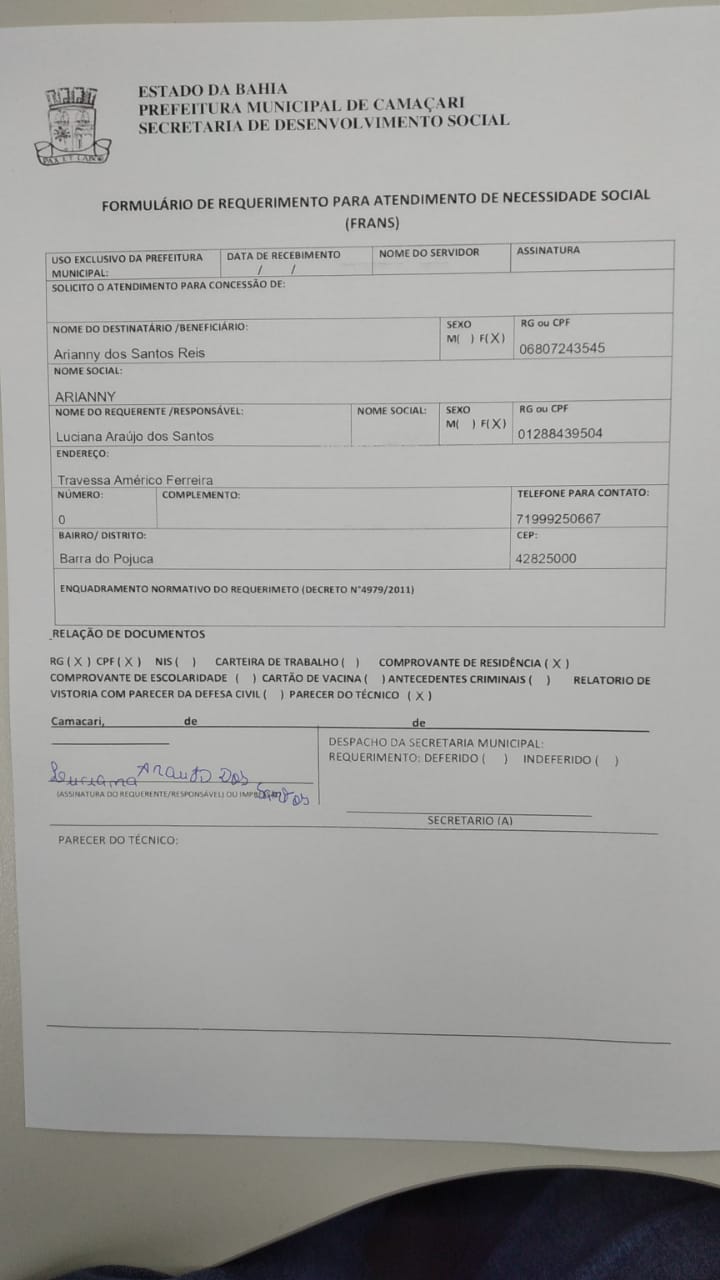 ESTADO DA BAHIA
PREFEITURA MUNICIPAL DE CAMAÇARI
SECRETARIA DE DESENVOLVIMENTO SOCIAL
PAX ET LABOR
FORMULÁRIO DE REQUERIMENTO PARA ATENDIMENTO DE NECESSIDADE SOCIAL
(FRANS)
USO EXCLUSIVO DA PREFEITURA MUNICIPAL: DATA DE RECEBIMENTO / / NOME DO SERVIDOR ASSINATURA
SOLICITO O ATENDIMENTO PARA CONCESSÃO DE:
NOME DO DESTINATÁRIO /BENEFICIÁRIO: SEXO RG ou CPF
M( ) F(X)
Arianny dos Santos Reis 06807243545
NOME SOCIAL:
ARIANNY
NOME DO REQUERENTE /RESPONSÁVEL: NOME SOCIAL: SEXO RG ou CPF
M( ) F(X)
Luciana Araújo dos Santos 01288439504
ENDEREÇO:
Travessa Américo Ferreira
NÚMERO: COMPLEMENTO: TELEFONE PARA CONTATO:
0 71999250667
BAIRRO/ DISTRITO: CEP:
Barra do Pojuca 42825000
ENQUADRAMENTO NORMATIVO DO REQUERIMETO (DECRETO N°4979/2011)
RELAÇÃO DE DOCUMENTOS
RG ( X ) CPF( X ) NIS ( ) CARTEIRA DE TRABALHO ( ) COMPROVANTE DE RESIDÊNCIA ( X )
COMPROVANTE DE ESCOLARIDADE ( ) CARTÃO DE VACINA ( ) ANTECEDENTES CRIMINAIS ( ) RELATORIO DE
VISTORIA COM PARECER DA DEFESA CIVIL ( ) PARECER DO TÉCNICO ( X )
Camacari, de de
DESPACHO DA SECRETARIA MUNICIPAL:
REQUERIMENTO: DEFERIDO ( ) INDEFERIDO ( )
Luciana Araujo Dos
Santos
(ASSINATURA DO REQUERENTE/RESPONSÁVEL) OU
SECRETARIO (A)
PARECER DO TÉCNICO: